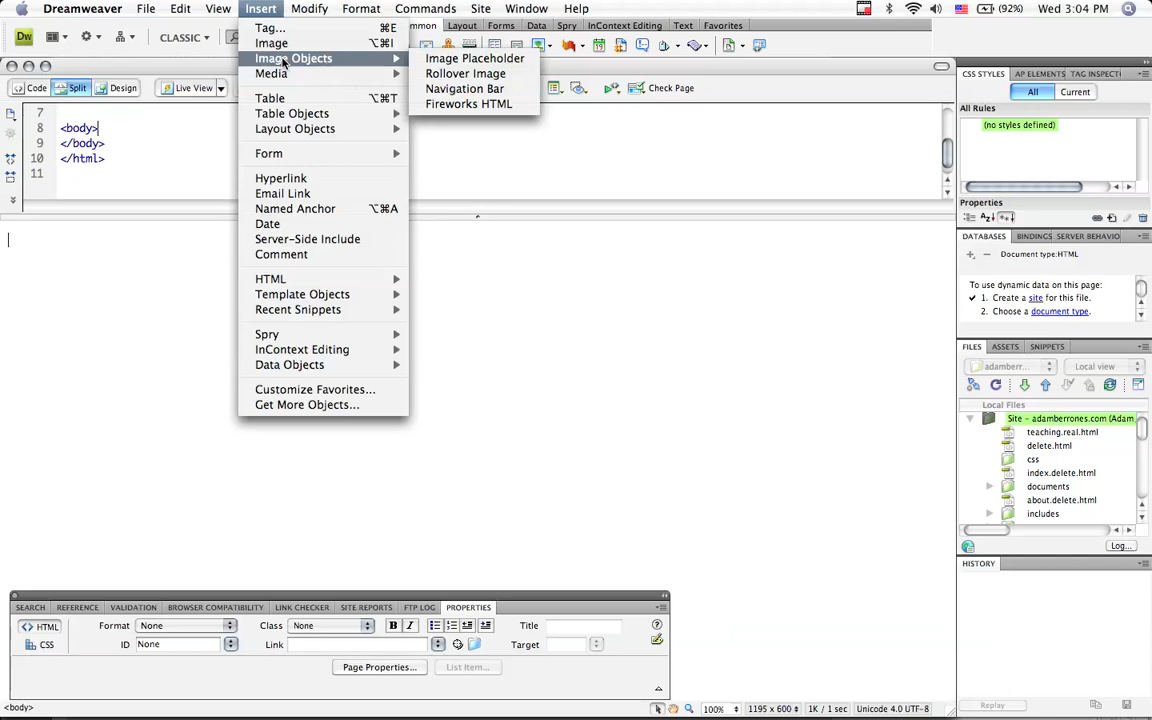 Dreamweaver File Edit View Insert Modify Format Commands Site Window Help (92%) Wed 3:04 PM
Dw CLASSIC Common Layout Forms Data Spry InContext Editing Text Favorites
Code Split Design Live View Check Page
Tag... ⌘E
Image ⌥⌘I
Image Objects
Media
Table ⌥⌘T
Table Objects
Layout Objects
Form
Hyperlink
Email Link
Named Anchor ⌥⌘A
Date
Server-Side Include
Comment
HTML
Template Objects
Recent Snippets
Spry
InContext Editing
Data Objects
Customize Favorites...
Get More Objects...
Image Placeholder
Rollover Image
Navigation Bar
Fireworks HTML
7
8 <body>
9 </body>
10 </html>
11
CSS STYLES AP ELEMENTS TAG INSPECT
All Current
All Rules
(no styles defined)
Properties
DATABASES BINDINGS SERVER BEHAVIO
Document type:HTML
To use dynamic data on this page:
1. Create a site for this file.
2. Choose a document type.
FILES ASSETS SNIPPETS
adamberr... Local view
Local Files
Site - adamberrones.com (Adam
teaching.real.html
delete.html
css
index.delete.html
documents
about.delete.html
includes
Log...
HISTORY
Replay
SEARCH REFERENCE VALIDATION BROWSER COMPATIBILITY LINK CHECKER SITE REPORTS FTP LOG PROPERTIES
<> HTML Format None Class None B I Title
CSS ID None Link Target
Page Properties... List Item...
<body> 100% 1195 x 600 1K / 1 sec Unicode 4.0 UTF-8